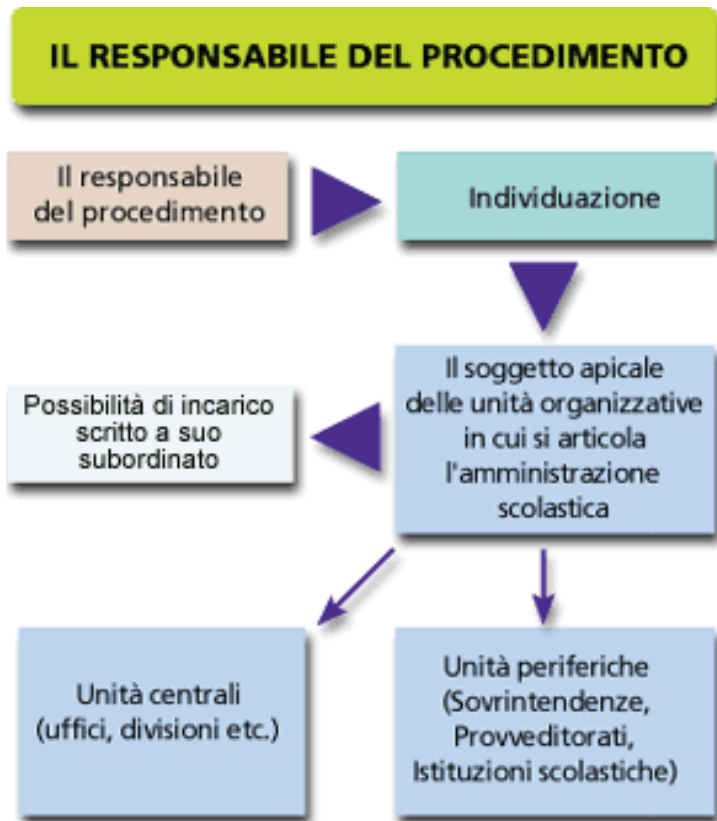 IL RESPONSABILE DEL PROCEDIMENTO
Il responsabile
del procedimento
Individuazione
Il soggetto apicale
delle unità organizzative
in cui si articola
l'amministrazione
scolastica
Possibilità di incarico
scritto a suo
subordinato
Unità centrali
(uffici, divisioni etc.)
Unità periferiche
(Sovrintendenze,
Provveditorati,
Istituzioni scolastiche)